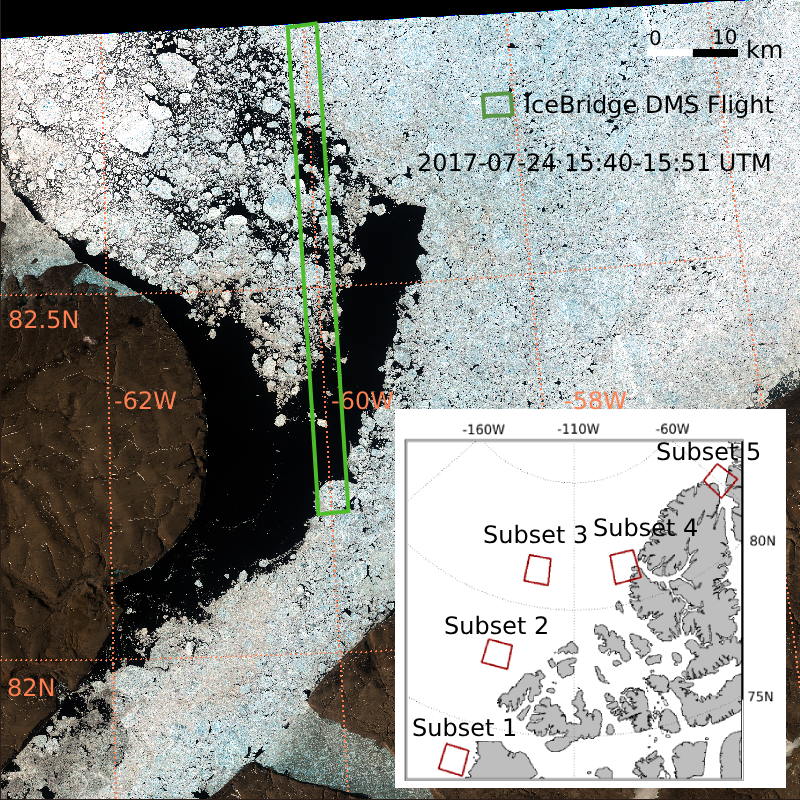 0 10 km
IceBridge DMS Flight
2017-07-24 15:40-15:51 UTM
82.5N
-62W -60W -58W
-160W -110W -60W
Subset 5
Subset 3 Subset 4
80N
Subset 2
82N
75N
Subset 1